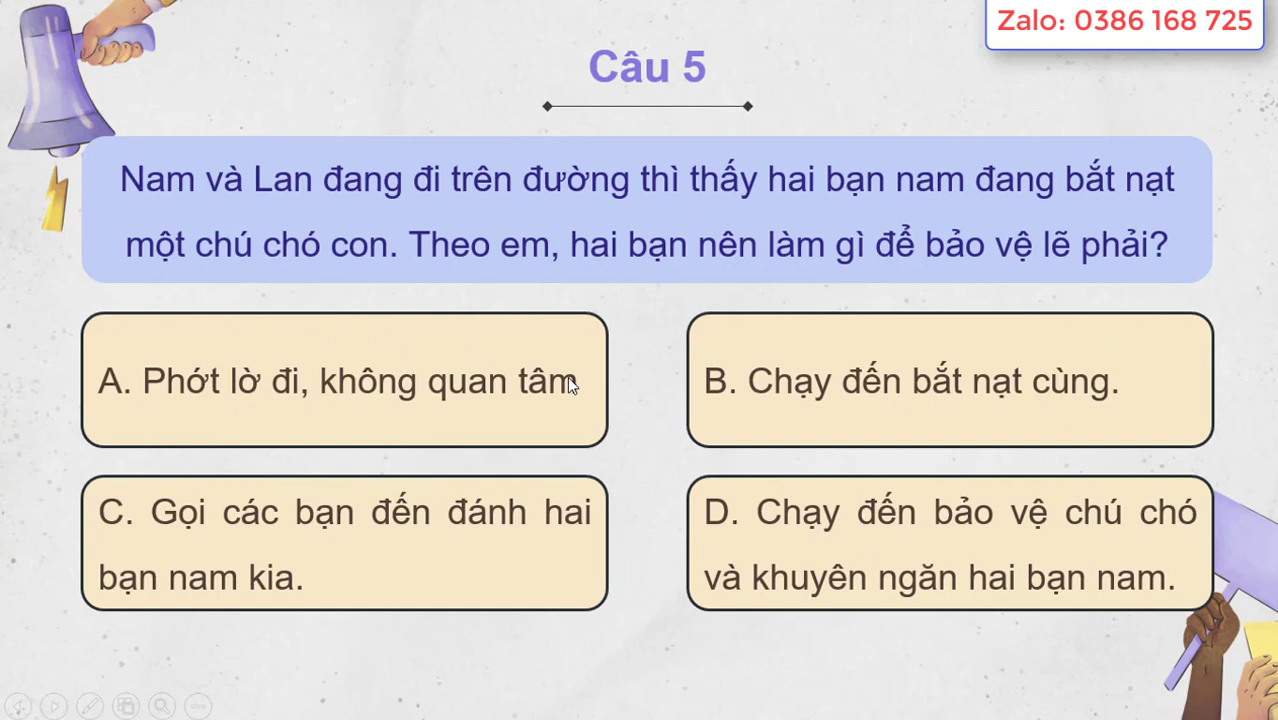 Zalo: 0386 168 725
Câu 5
Nam và Lan đang đi trên đường thì thấy hai bạn nam đang bắt nạt
một chú chó con. Theo em, hai bạn nên làm gì để bảo vệ lẽ phải?
A. Phớt lờ đi, không quan tâm
B. Chạy đến bắt nạt cùng.
C. Gọi các bạn đến đánh hai
bạn nam kia.
D. Chạy đến bảo vệ chú chó
và khuyên ngăn hai bạn nam.